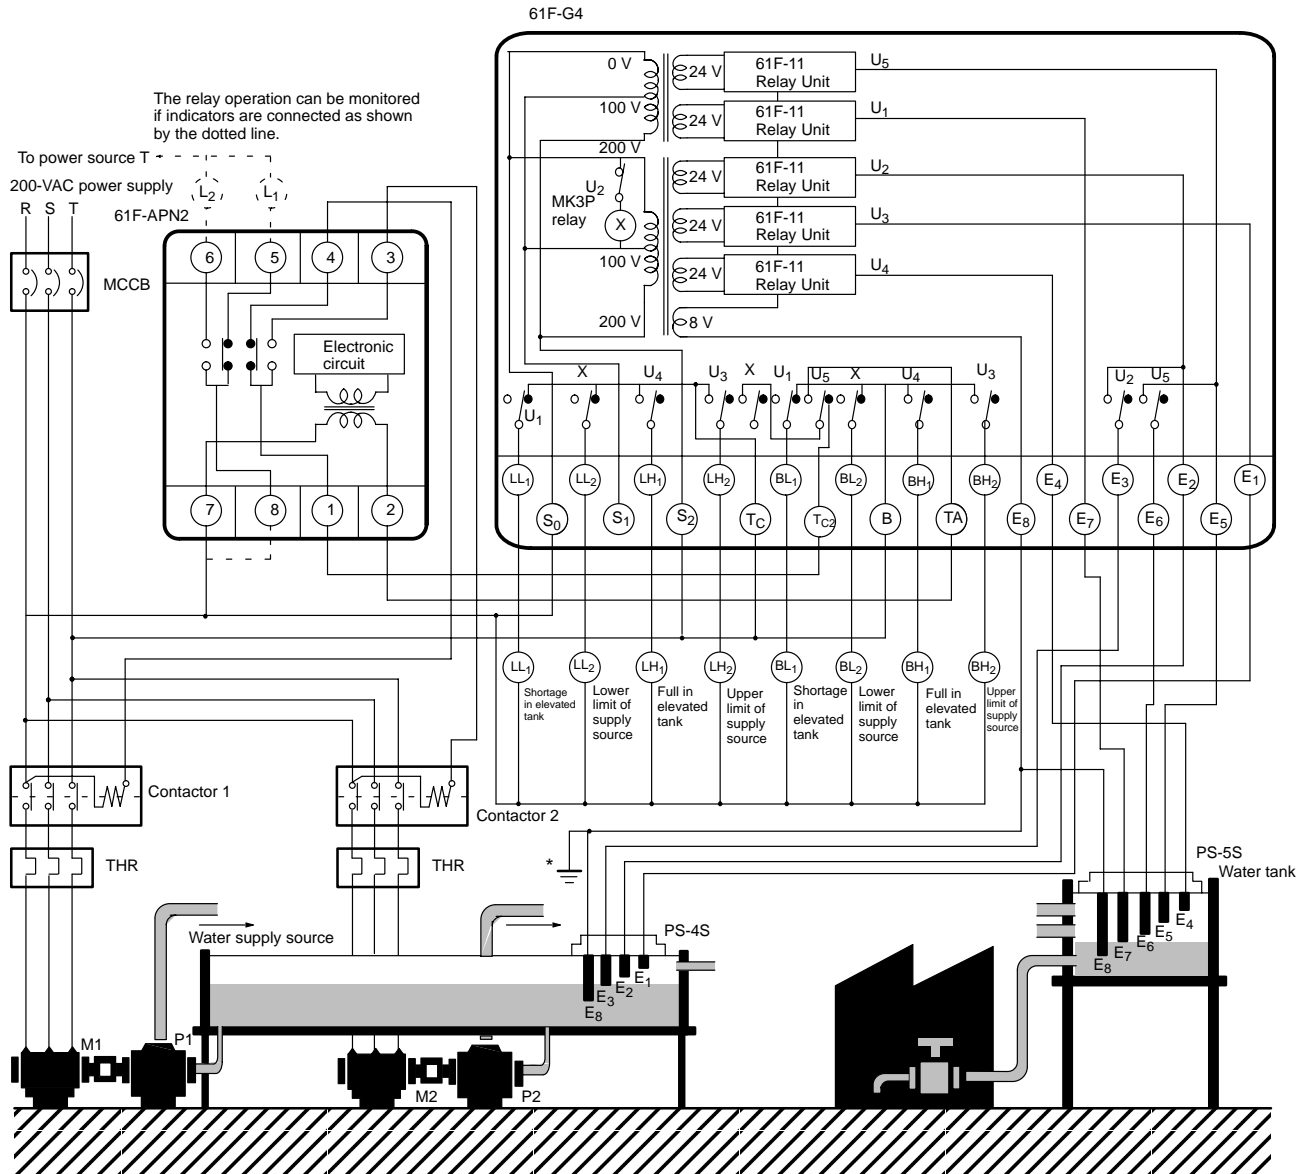 61F-G4
0 V
24 V
61F-11
Relay Unit
U5
100 V
24 V
61F-11
Relay Unit
U1
200 V
24 V
61F-11
Relay Unit
U2
U2
MK3P
relay
X
24 V
61F-11
Relay Unit
U3
100 V
24 V
61F-11
Relay Unit
U4
200 V
8 V
The relay operation can be monitored
if indicators are connected as shown
by the dotted line.
To power source T
200-VAC power supply
L2
L1
R S T
61F-APN2
MCCB
6 5 4 3
Electronic
circuit
7 8 1 2
X U4 U3 X U1 U5 X U4 U3 U2 U5
U1
LL1 LL2 LH1 LH2 BL1 BL2 BH1 BH2 E4 E3 E2 E1
S0 S1 S2 TC TC2 B TA E8 E7 E6 E5
LL1 LL2 LH1 LH2 BL1 BL2 BH1 BH2
Shortage
in elevated
tank
Lower
limit of
supply
source
Full in
elevated
tank
Upper
limit of
supply
source
Shortage
in
elevated
tank
Lower
limit of
supply
source
Full in
elevated
tank
Upper
limit of
supply
source
Contactor 1
Contactor 2
THR
THR
*
PS-5S
Water tank
E4
E5
E6
E7
E8
Water supply source
PS-4S
E1
E2
E3
E8
M1
P1
M2
P2